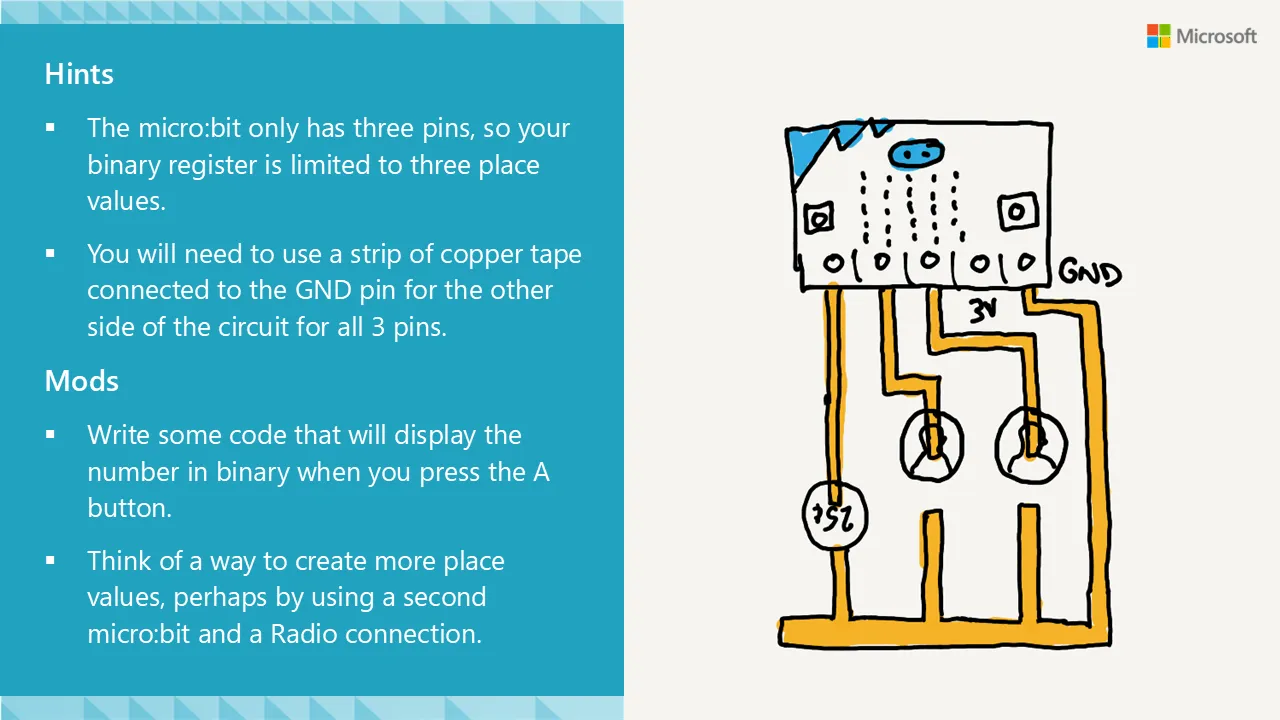 Hints
▪ The micro:bit only has three pins, so your
binary register is limited to three place
values.
▪ You will need to use a strip of copper tape
connected to the GND pin for the other
side of the circuit for all 3 pins.
Mods
▪ Write some code that will display the
number in binary when you press the A
button.
▪ Think of a way to create more place
values, perhaps by using a second
micro:bit and a Radio connection.
Microsoft
GND
3V
25¢